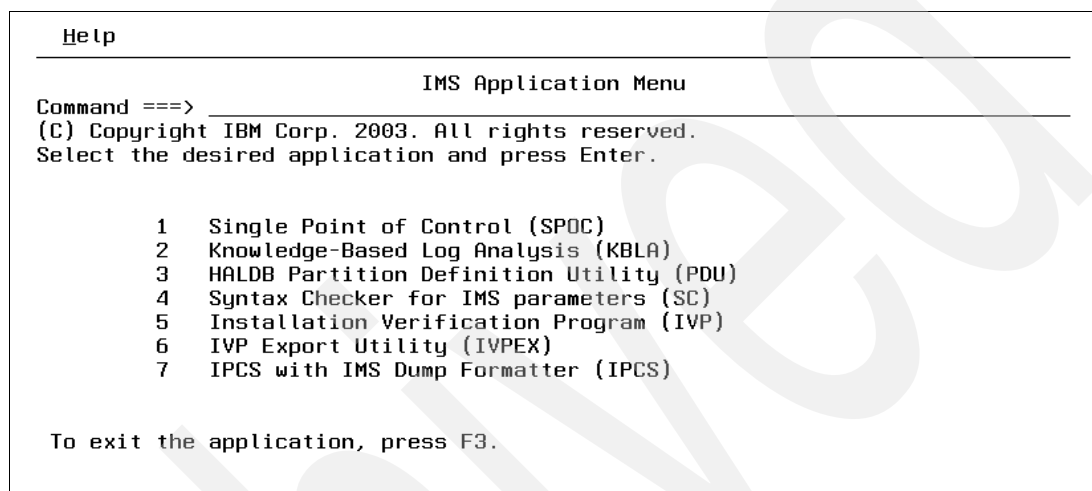 Help
IMS Application Menu
Command ===>
(C) Copyright IBM Corp. 2003. All rights reserved.
Select the desired application and press Enter.
1 Single Point of Control (SPOC)
2 Knowledge-Based Log Analysis (KBLA)
3 HALDB Partition Definition Utility (PDU)
4 Syntax Checker for IMS parameters (SC)
5 Installation Verification Program (IVP)
6 IVP Export Utility (IVPEX)
7 IPCS with IMS Dump Formatter (IPCS)
To exit the application, press F3.